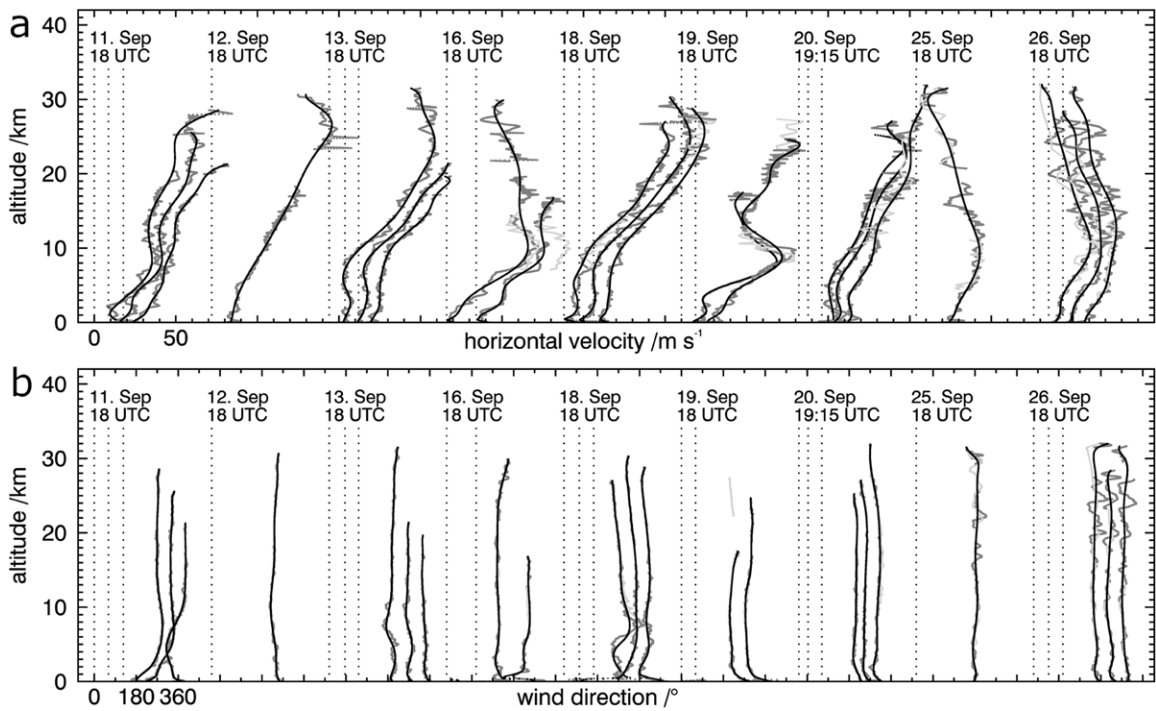 a
11. Sep 12. Sep 13. Sep 16. Sep 18. Sep 19. Sep 20. Sep 25. Sep 26. Sep
18 UTC 18 UTC 18 UTC 18 UTC 18 UTC 18 UTC 19:15 UTC 18 UTC 18 UTC
40
30
20
10
0
altitude /km
0 50 horizontal velocity /m s⁻¹
b
11. Sep 12. Sep 13. Sep 16. Sep 18. Sep 19. Sep 20. Sep 25. Sep 26. Sep
18 UTC 18 UTC 18 UTC 18 UTC 18 UTC 18 UTC 19:15 UTC 18 UTC 18 UTC
40
30
20
10
0
altitude /km
0 180 360 wind direction /°